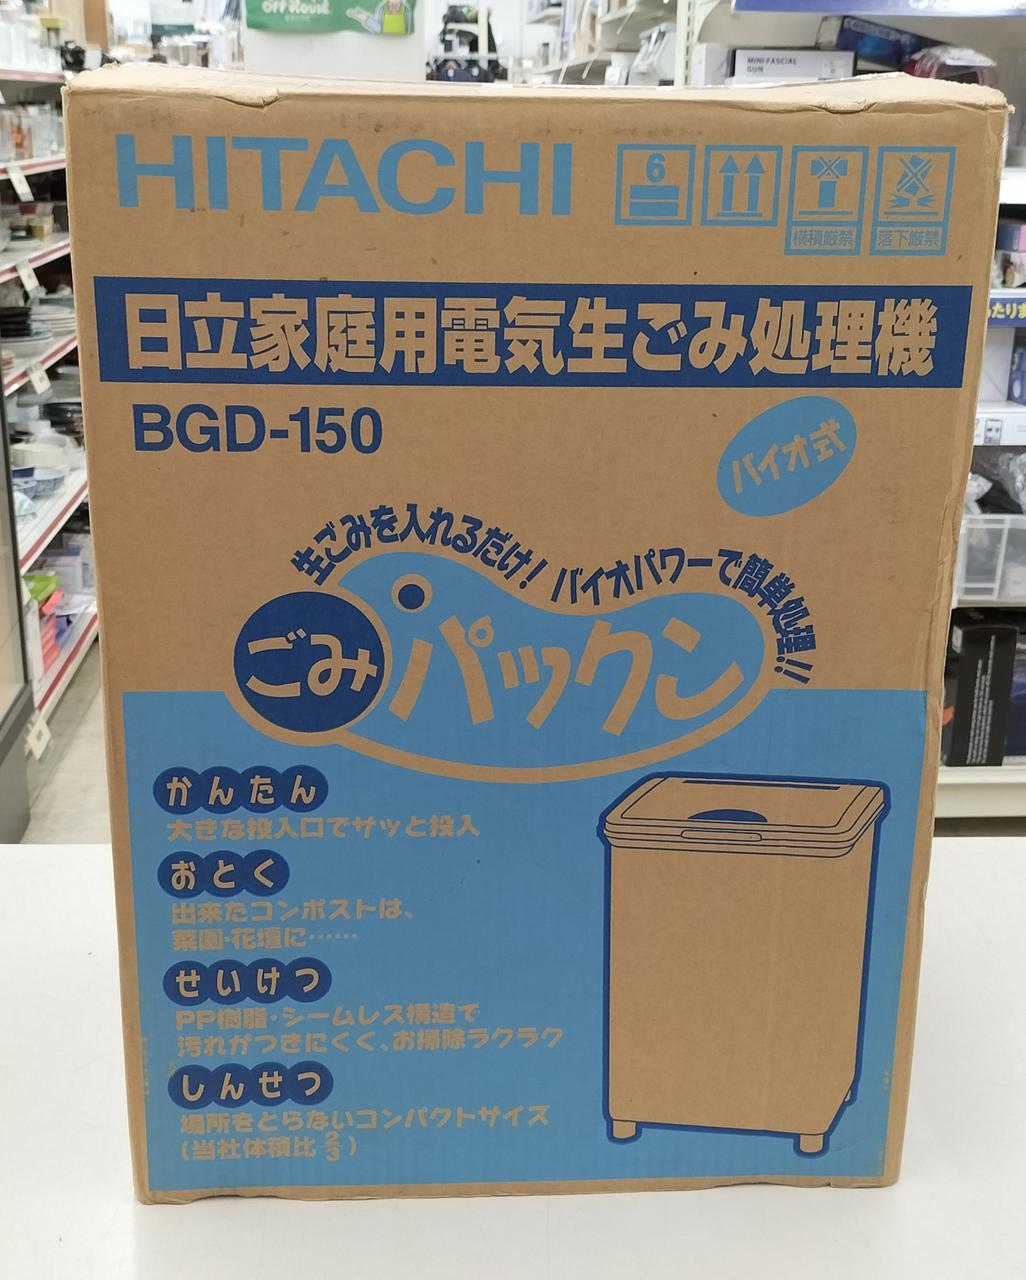 OFF HOUSE
MINI FASCIAL
GUN
HITACHI
6
横積厳禁
落下厳禁
日立家庭用電気生ごみ処理機
BGD-150
バイオ式
生ごみを入れるだけ! バイオパワーで簡単処理!!
ごみパックン
かんたん
大きな投入口でサッと投入
おとく
出来たコンポストは、
菜園・花壇に……
せいけつ
PP樹脂・シームレス構造で
汚れがつきにくく、お掃除ラクラク
しんせつ
場所をとらないコンパクトサイズ
(当社体積比2/3)